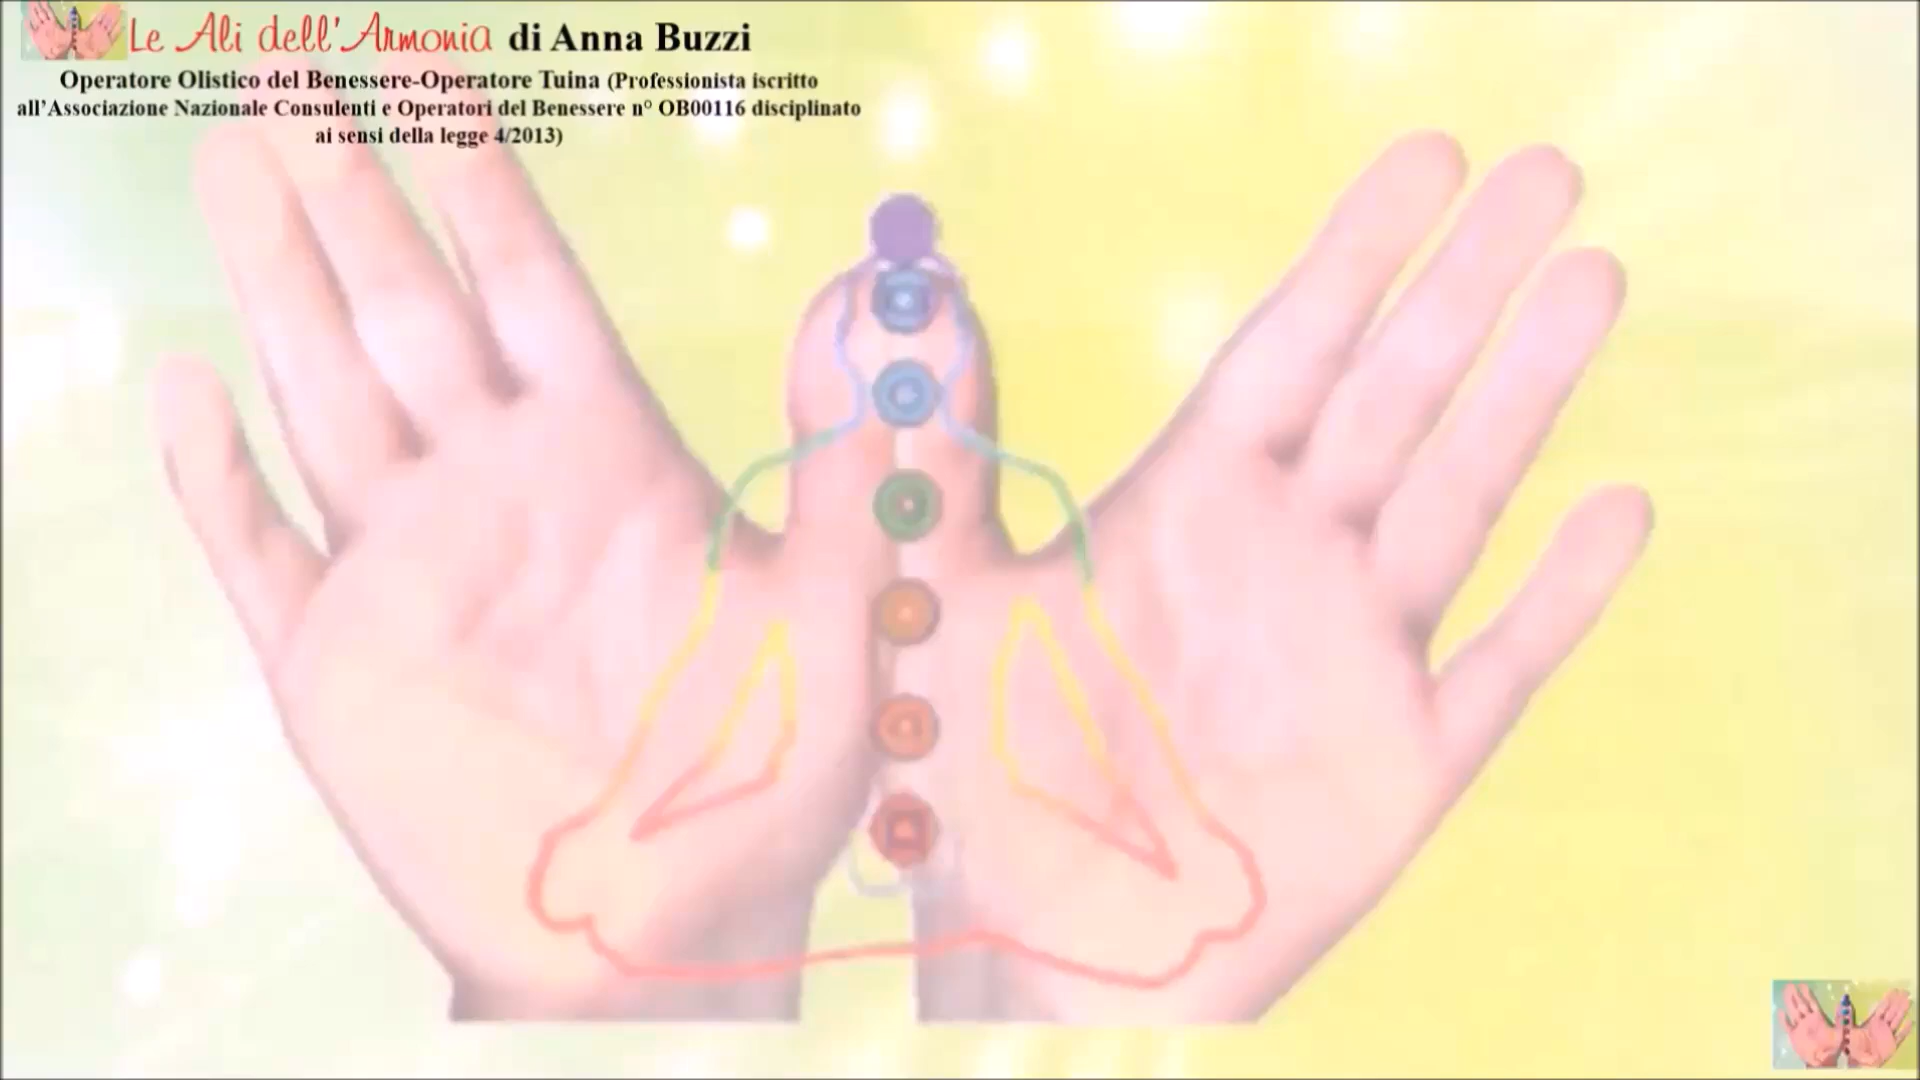 Le Ali dell'Armonia di Anna Buzzi
Operatore Olistico del Benessere-Operatore Tuina (Professionista iscritto
all'Associazione Nazionale Consulenti e Operatori del Benessere n° OB00116 disciplinato
ai sensi della legge 4/2013)